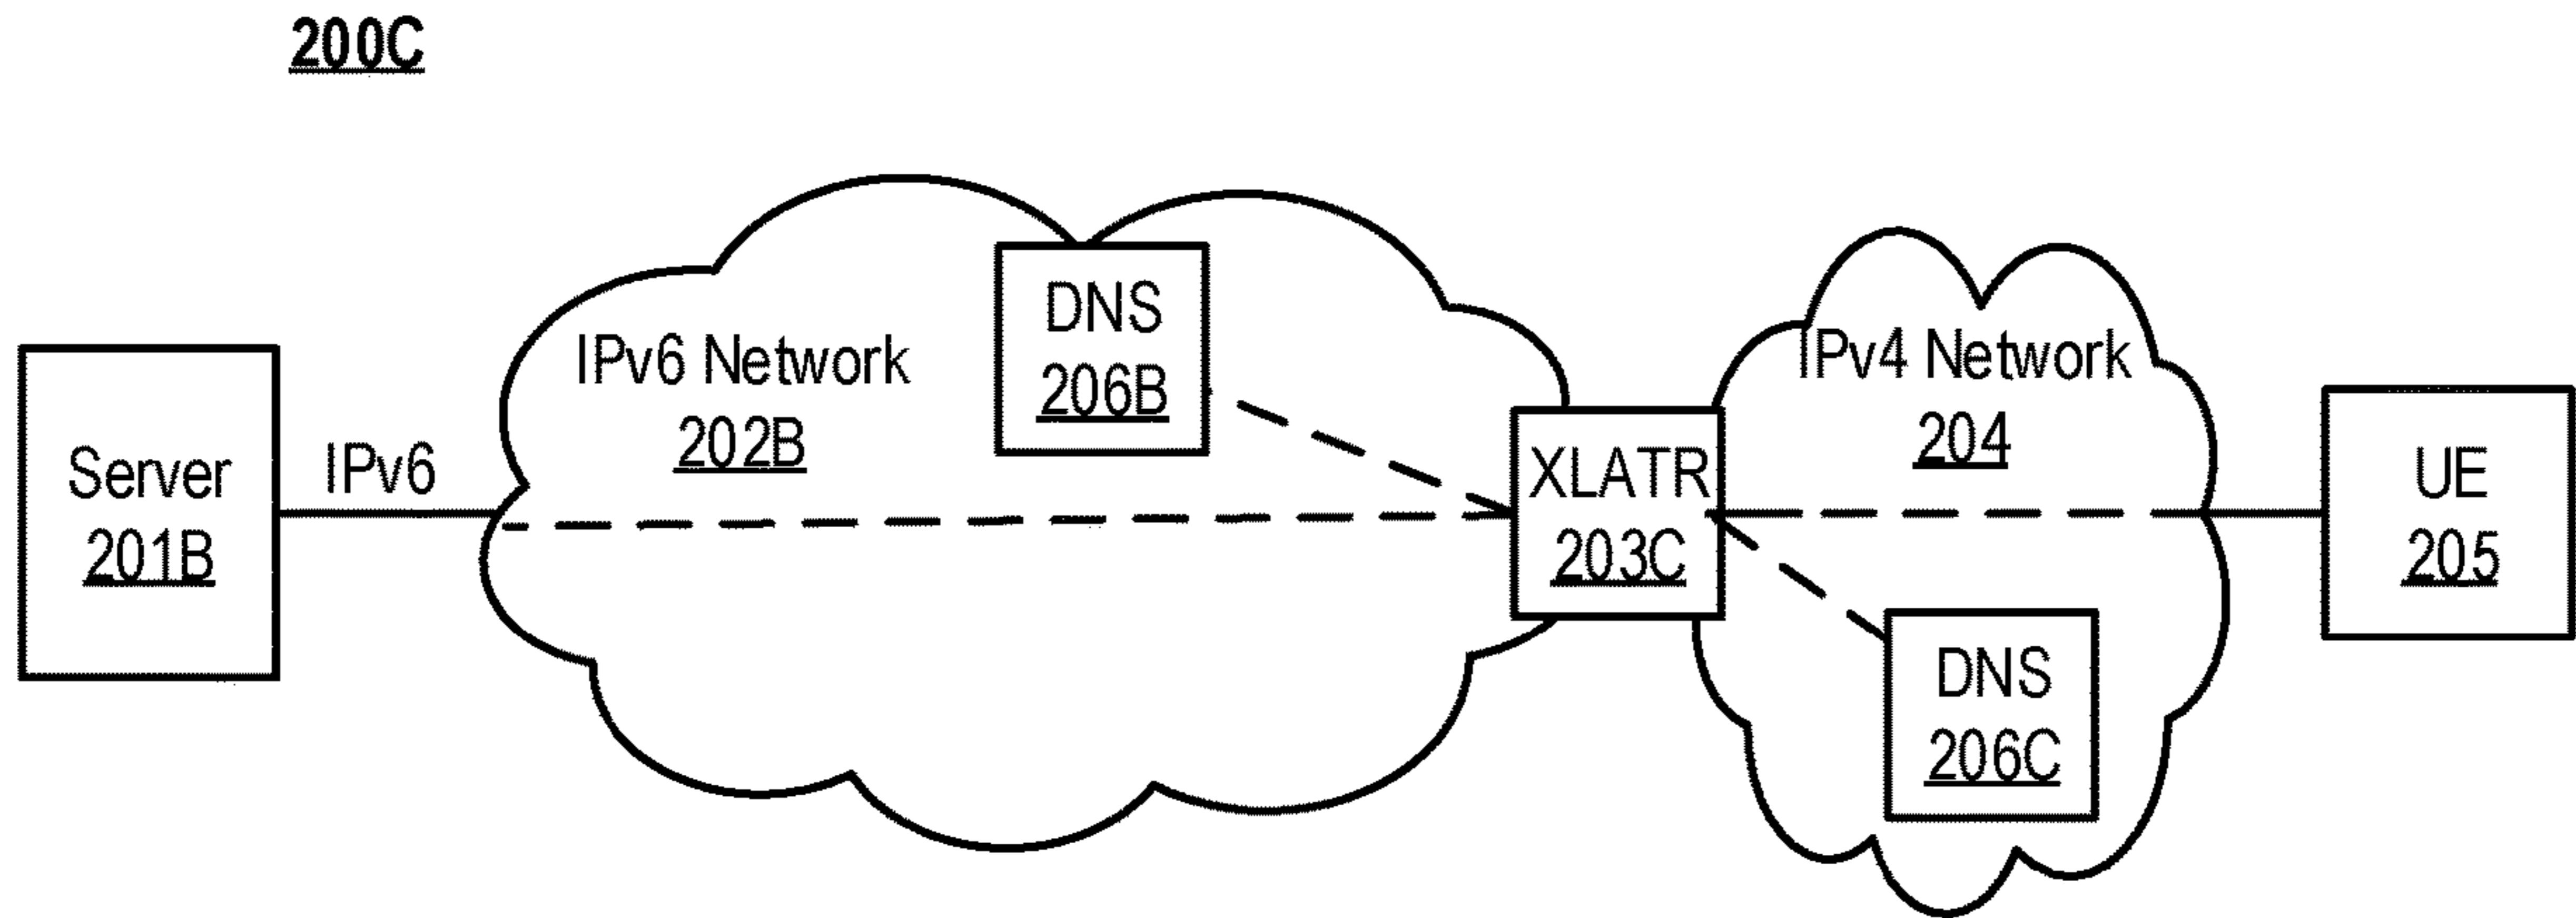 200C
Server
201B
IPv6
IPv6 Network
202B
DNS
206B
XLATR
203C
IPv4 Network
204
DNS
206C
UE
205